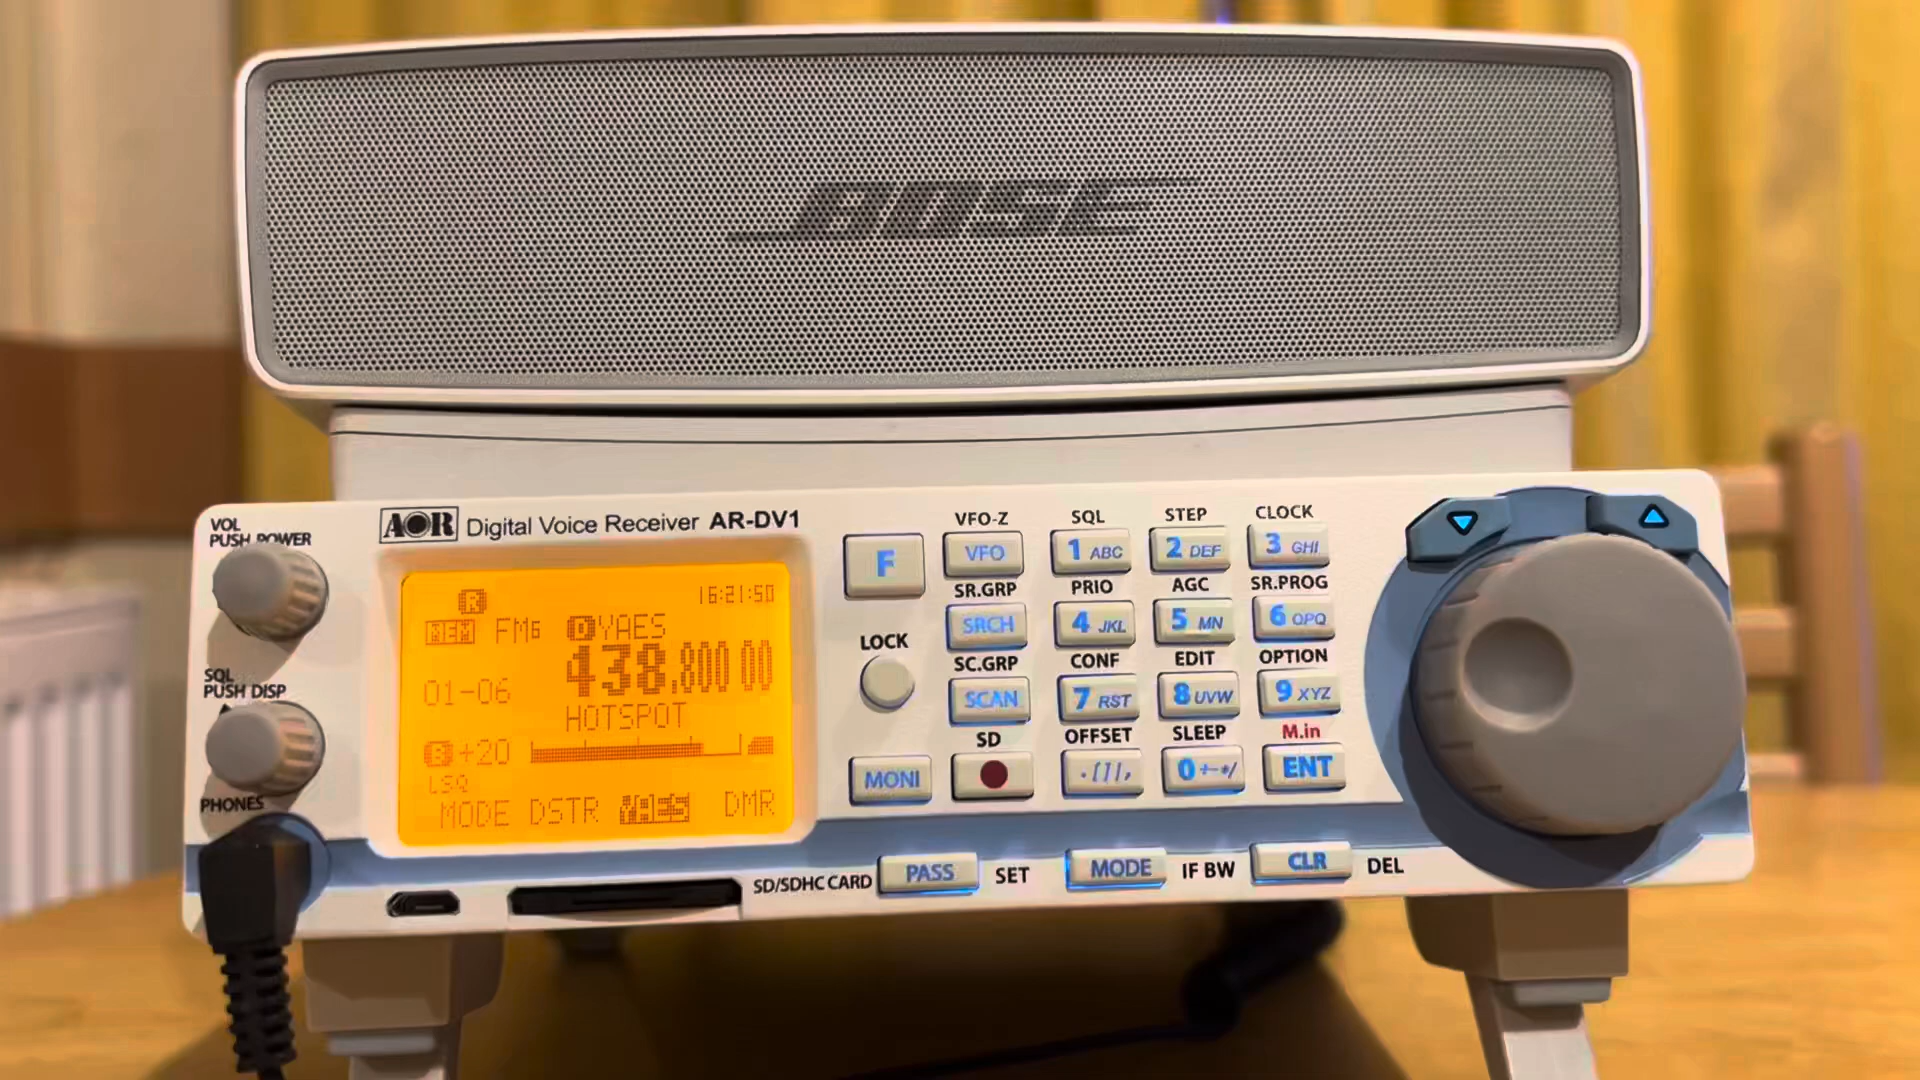 BOSE
VOL
PUSH POWER
AOR Digital Voice Receiver AR-DV1
SQL
PUSH DISP
PHONES
R
16:21:50
MEM FM6 D YAES
438.800 00
01-06
HOTSPOT
S +20
LSQ
MODE DSTR YAES DMR
F
LOCK
MONI
VFO-Z SQL STEP CLOCK
VFO 1 ABC 2 DEF 3 GHI
SR.GRP PRIO AGC SR.PROG
SRCH 4 JKL 5 MN 6 OPQ
SC.GRP CONF EDIT OPTION
SCAN 7 RST 8 UVW 9 XYZ
SD OFFSET SLEEP M.in
.[ ], 0 +-*/ ENT
SD/SDHC CARD PASS SET MODE IF BW CLR DEL